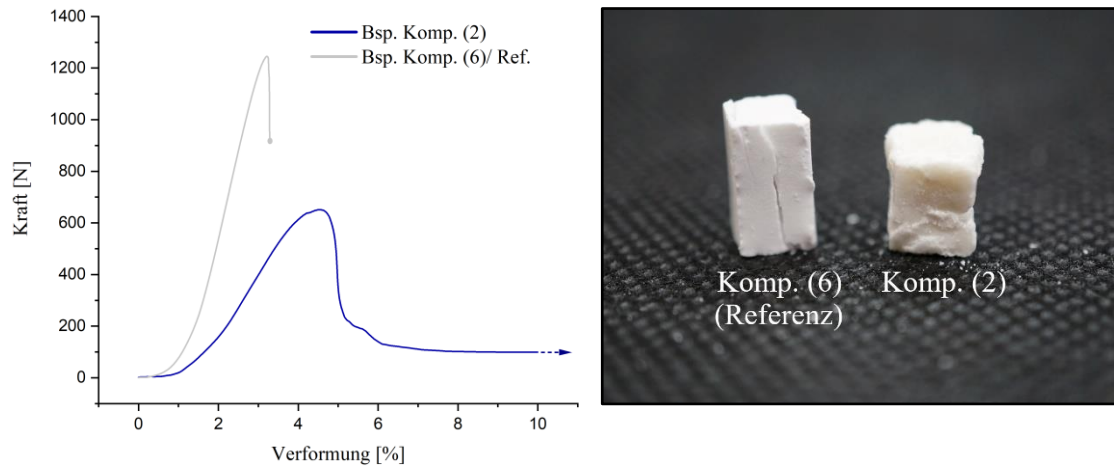 Bsp. Komp. (2)
Bsp. Komp. (6)/ Ref.
1400
1200
1000
800
600
400
200
0
Kraft [N]
0 2 4 6 8 10
Verformung [%]
Komp. (6) Komp. (2)
(Referenz)